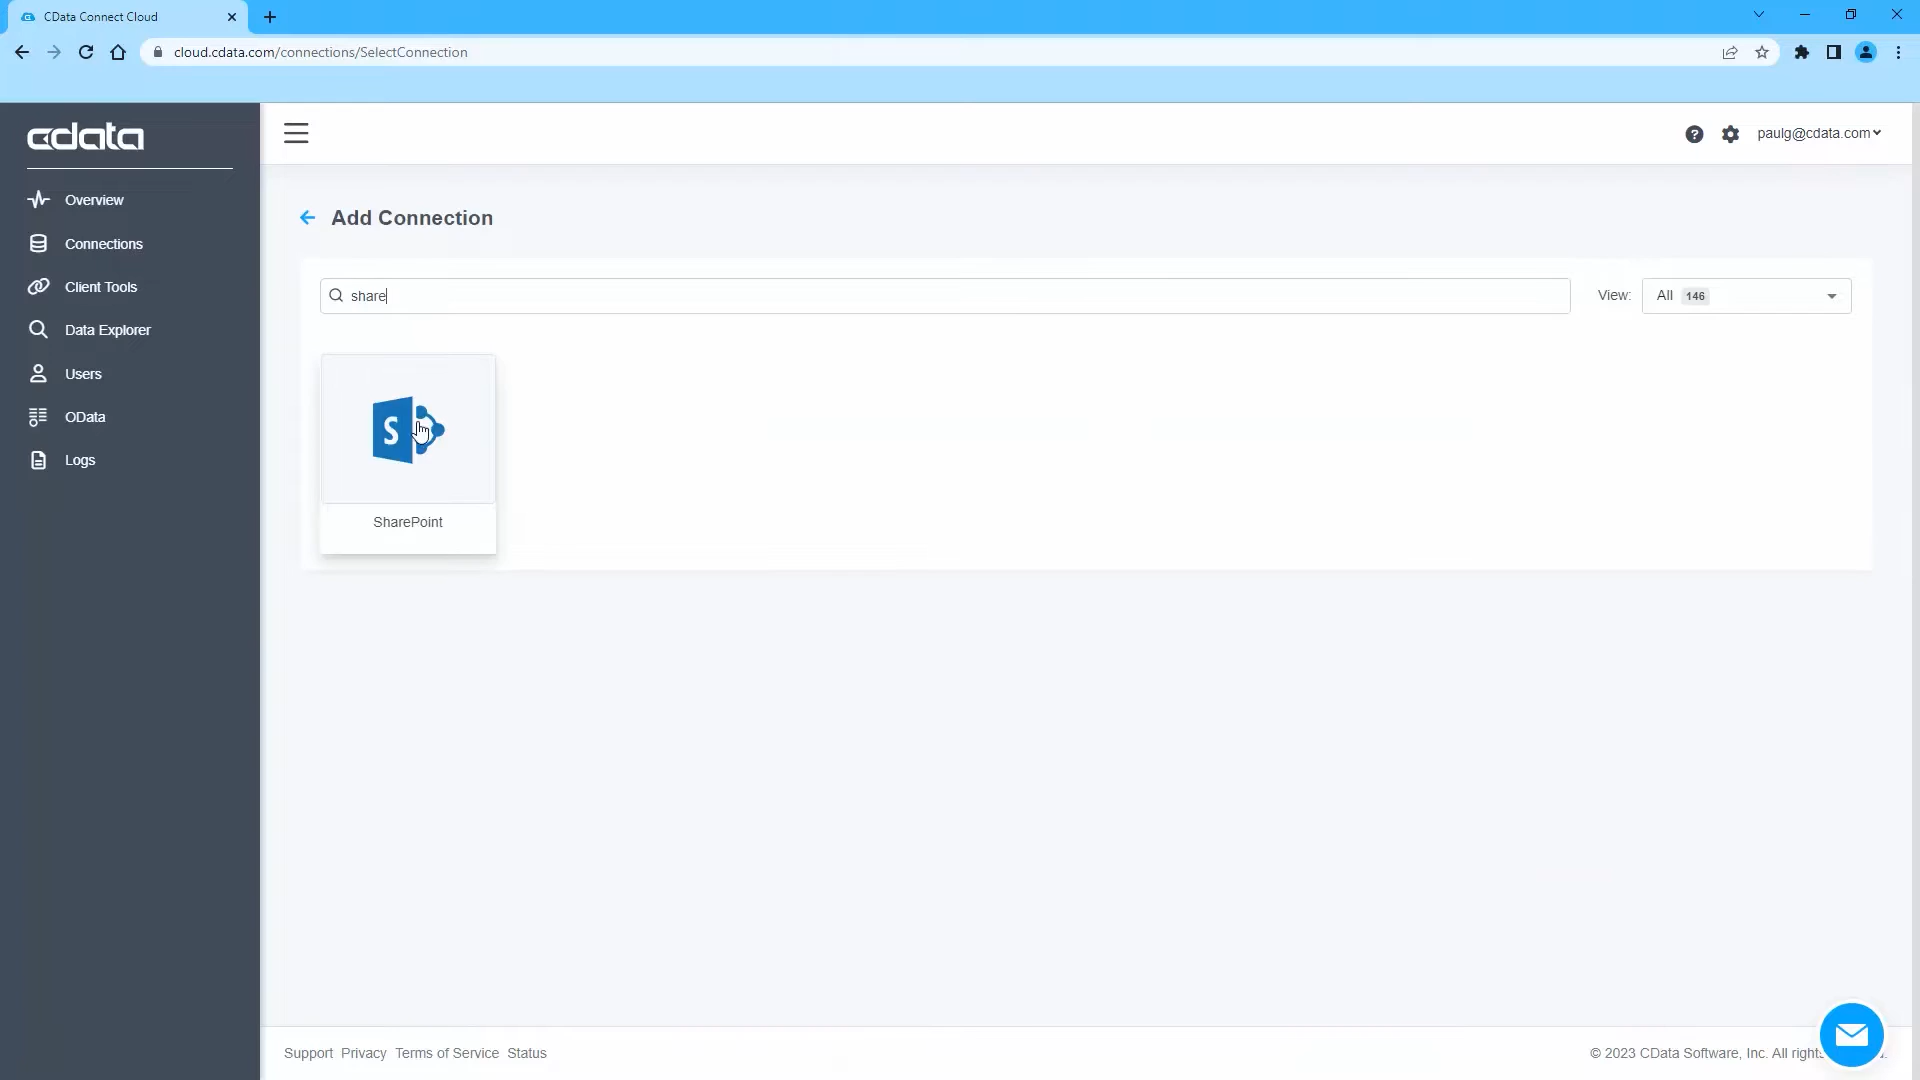 CData Connect Cloud
cloud.cdata.com/connections/SelectConnection
cdata
paulg@cdata.com
Overview
Connections
Client Tools
Data Explorer
Users
OData
Logs
Add Connection
share
View: All 146
S
SharePoint
Support Privacy Terms of Service Status
© 2023 CData Software, Inc. All rights